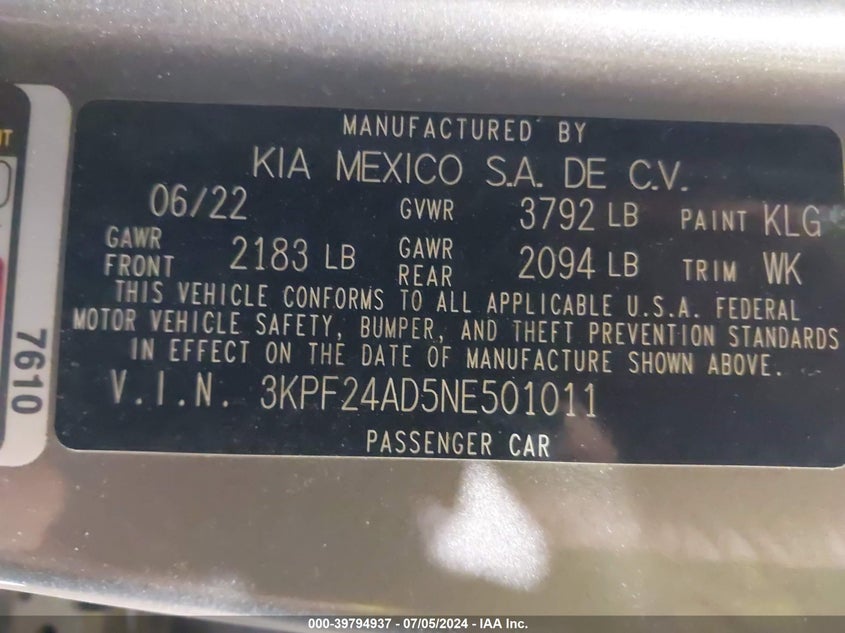 MANUFACTURED BY
KIA MEXICO S.A. DE C.V.
06/22 GVWR 3792 LB PAINT KLG
GAWR FRONT 2183 LB GAWR REAR 2094 LB TRIM WK
THIS VEHICLE CONFORMS TO ALL APPLICABLE U.S.A. FEDERAL
MOTOR VEHICLE SAFETY, BUMPER, AND THEFT PREVENTION STANDARDS
IN EFFECT ON THE DATE OF MANUFACTURE SHOWN ABOVE.
V.I.N. 3KPF24AD5NE501011
PASSENGER CAR
7610
000-39794937 - 07/05/2024 - IAA Inc.